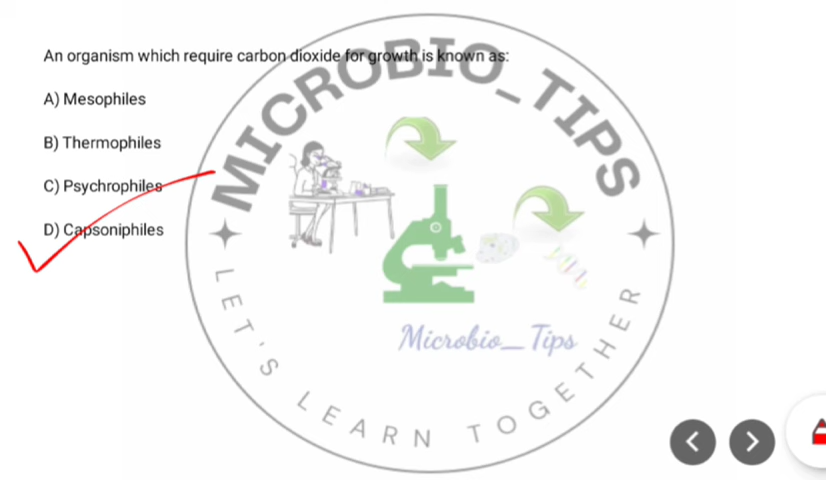 An organism which require carbon dioxide for growth is known as:
A) Mesophiles
B) Thermophiles
C) Psychrophiles
D) Capsoniphiles
MICROBIO_TIPS
Microbio_Tips
LET'S LEARN TOGETHER